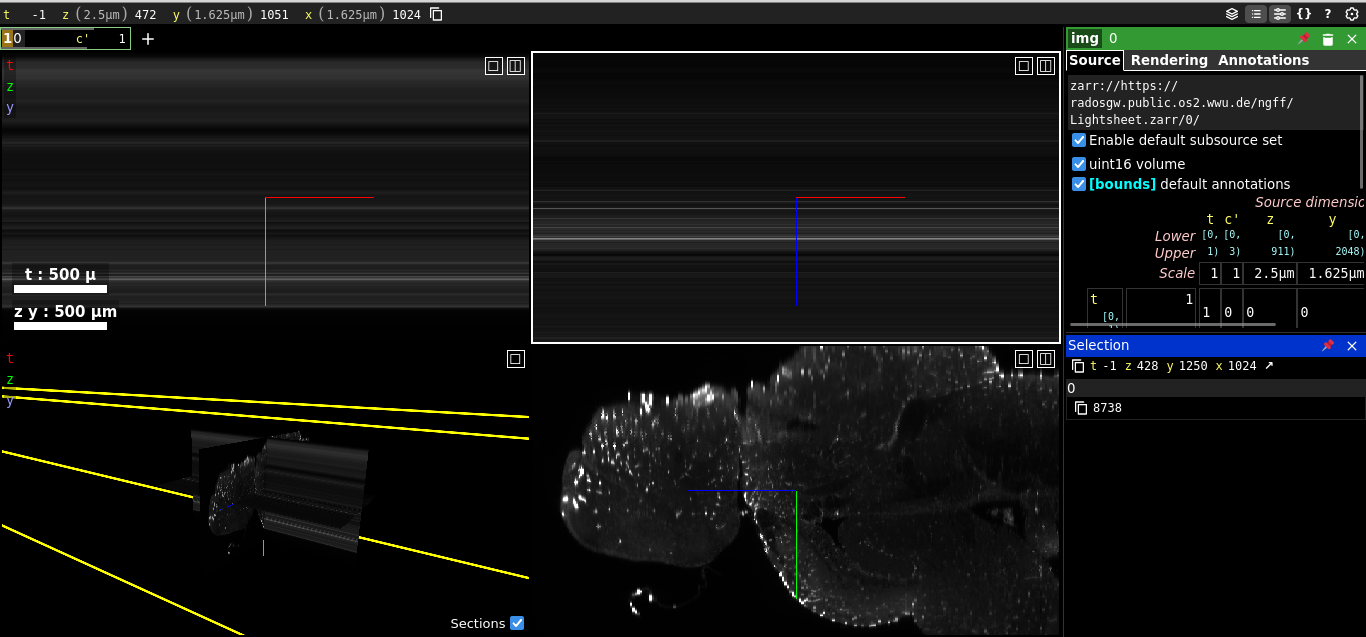 t -1 z (2.5μm) 472 y (1.625μm) 1051 x (1.625μm) 1024
{} ?
10 c' 1 +
t
z
y
t : 500 μ
z y : 500 μm
t
z
y
Sections
img 0
Source Rendering Annotations
zarr://https://
radosgw.public.os2.wwu.de/ngff/
Lightsheet.zarr/0/
Enable default subsource set
uint16 volume
[bounds] default annotations
Source dimensic
t c' z y
Lower [0, [0, [0, [0,
Upper 1) 3) 911) 2048)
Scale 1 1 2.5μm 1.625μm
t 1
[0, 1 0 0 0
Selection
t -1 z 428 y 1250 x 1024
0
8738